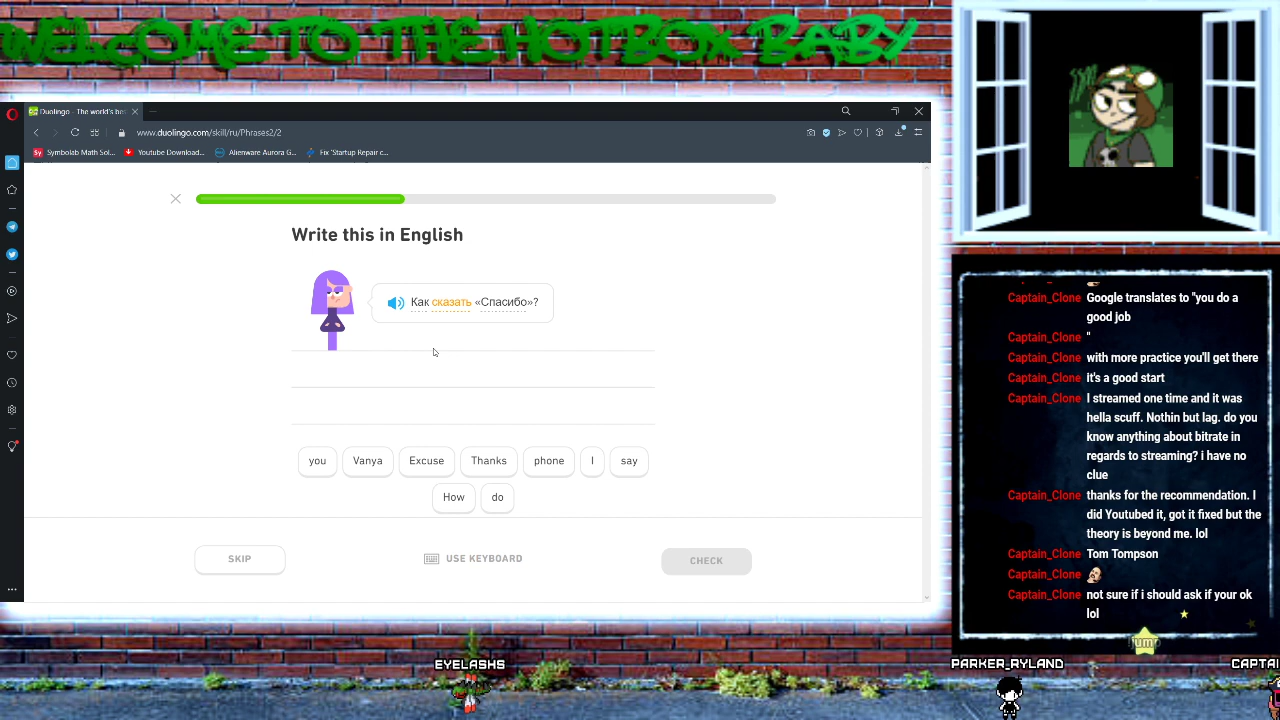 WELCOME TO THE HOTBOX BABY
Duolingo - The world's be
www.duolingo.com/skill/ru/Phrases2/2
Symbolab Math Sol...
Youtube Download...
Alienware Aurora G...
Fix 'Startup Repair c...
Write this in English
Как сказать «Спасибо»?
you
Vanya
Excuse
Thanks
phone
I
say
How
do
SKIP
USE KEYBOARD
CHECK
Captain_Clone Google translates to "you do a
good job
Captain_Clone "
Captain_Clone with more practice you'll get there
Captain_Clone it's a good start
Captain_Clone I streamed one time and it was
hella scuff. Nothin but lag. do you
know anything about bitrate in
regards to streaming? i have no
clue
Captain_Clone thanks for the recommendation. I
did Youtubed it, got it fixed but the
theory is beyond me. lol
Captain_Clone Tom Tompson
Captain_Clone
Captain_Clone not sure if i should ask if your ok
lol
jump
EYELASHS
PARKER_RYLAND
CAPTAI